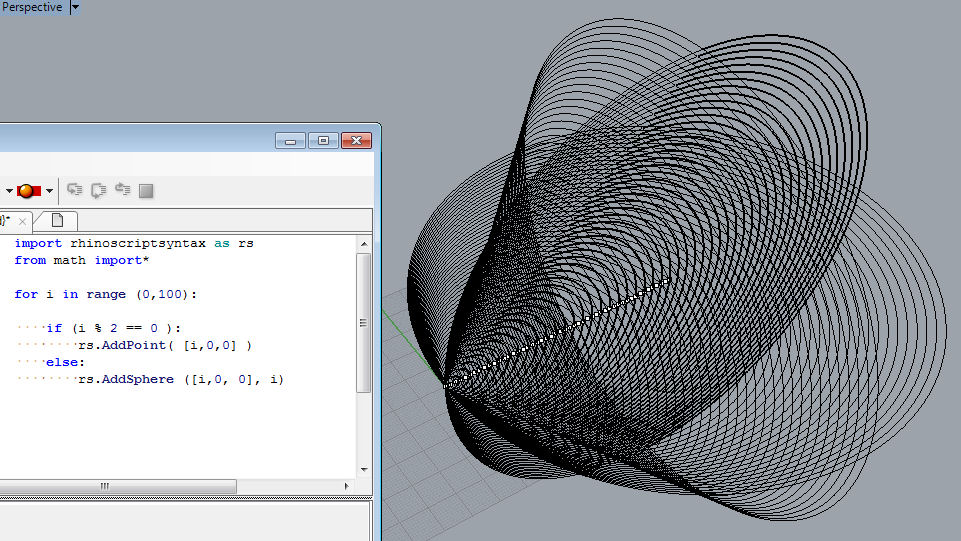 Perspective
import rhinoscriptsyntax as rs
from math import*
for i in range (0,100):
if (i % 2 == 0 ):
rs.AddPoint( [i,0,0] )
else:
rs.AddSphere ([i,0, 0], i)